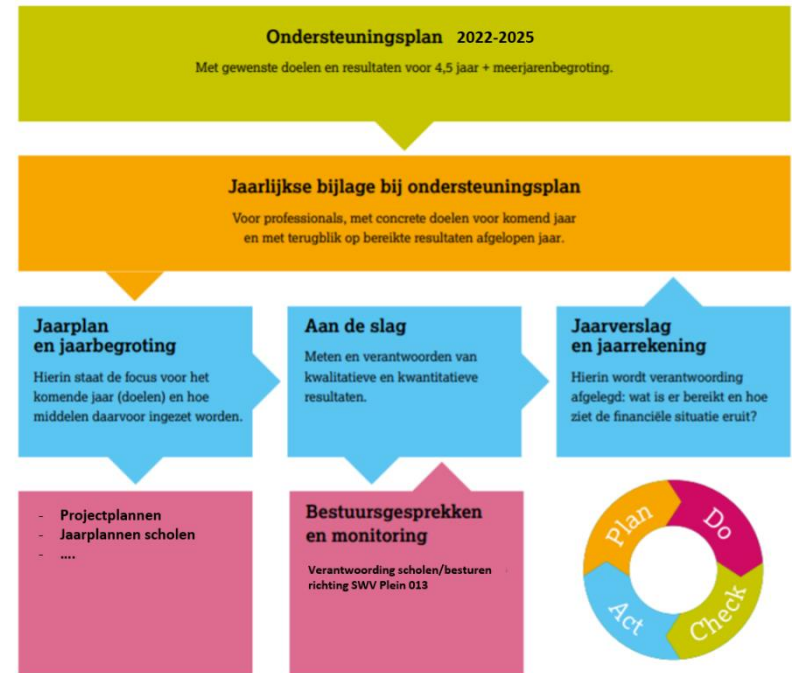 Ondersteuningsplan 2022-2025
Met gewenste doelen en resultaten voor 4,5 jaar + meerjarenbegroting.
Jaarlijkse bijlage bij ondersteuningsplan
Voor professionals, met concrete doelen voor komend jaar
en met terugblik op bereikte resultaten afgelopen jaar.
Jaarplan
en jaarbegroting
Hierin staat de focus voor het
komende jaar (doelen) en hoe
middelen daarvoor ingezet worden.
Aan de slag
Meten en verantwoorden van
kwalitatieve en kwantitatieve
resultaten.
Jaarverslag
en jaarrekening
Hierin wordt verantwoording
afgelegd: wat is er bereikt en hoe
ziet de financiële situatie eruit?
- Projectplannen
- Jaarplannen scholen
- ....
Bestuursgesprekken
en monitoring
Verantwoording scholen/besturen
richting SWV Plein 013
Plan
Do
Check
Act